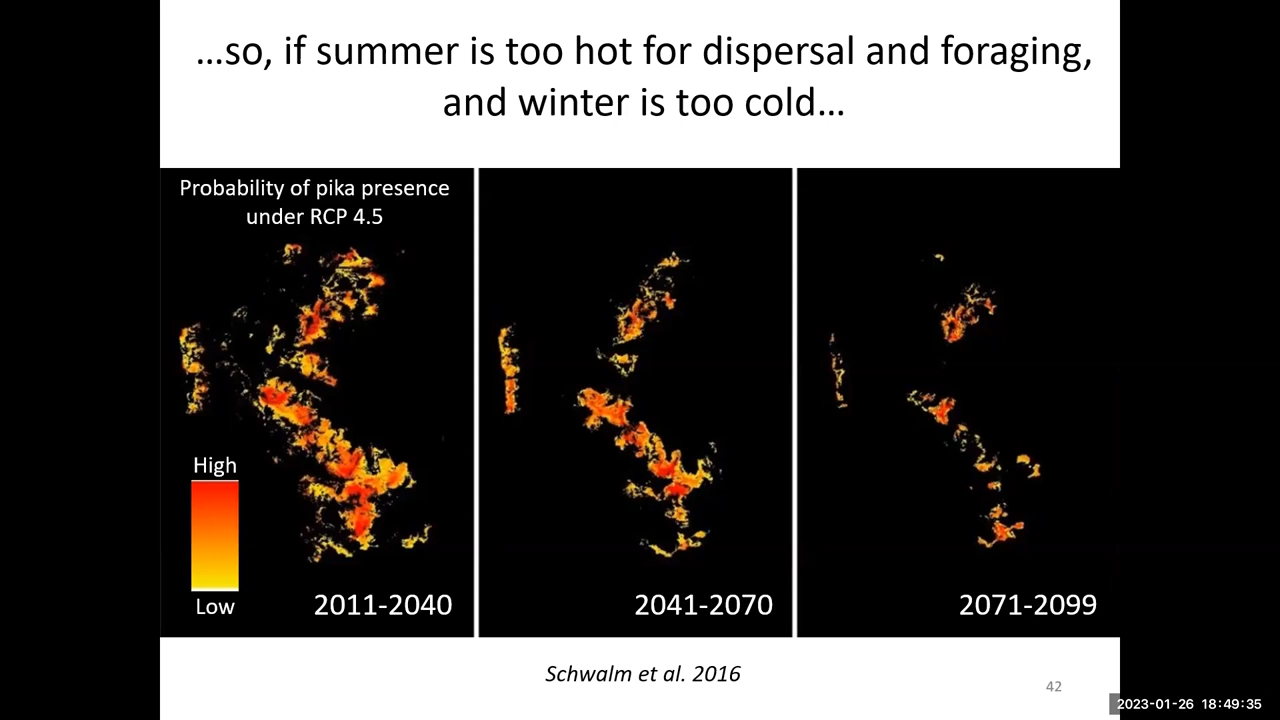 …so, if summer is too hot for dispersal and foraging,
and winter is too cold…
Probability of pika presence
under RCP 4.5
High
Low
2011-2040
2041-2070
2071-2099
Schwalm et al. 2016
42
2023-01-26 18:49:35